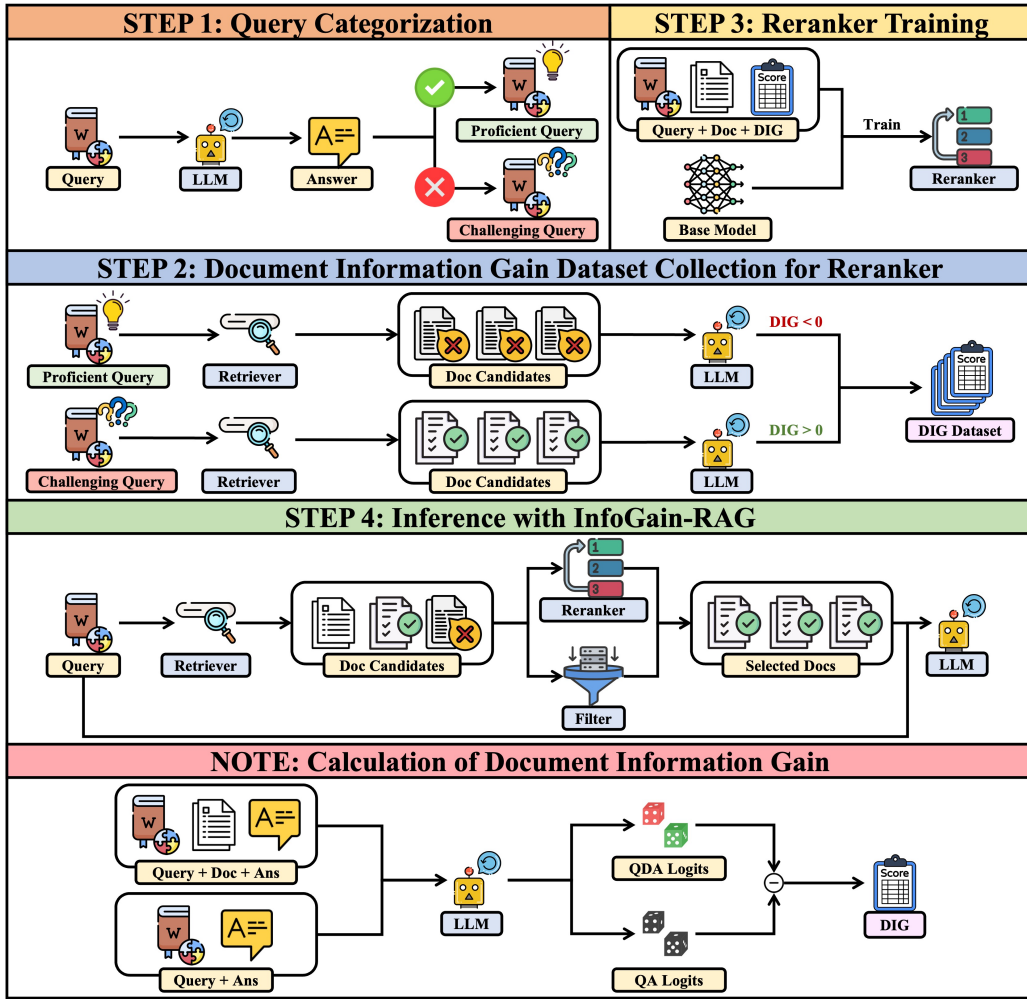 STEP 1: Query Categorization
W
Query
LLM
A
Answer
W
Proficient Query
W
Challenging Query
STEP 3: Reranker Training
W
Score
Query + Doc + DIG
Base Model
Train
1
2
3
Reranker
STEP 2: Document Information Gain Dataset Collection for Reranker
W
Proficient Query
Retriever
Doc Candidates
LLM
DIG < 0
W
Challenging Query
Retriever
Doc Candidates
LLM
DIG > 0
Score
DIG Dataset
STEP 4: Inference with InfoGain-RAG
W
Query
Retriever
Doc Candidates
1
2
3
Reranker
Filter
Selected Docs
LLM
NOTE: Calculation of Document Information Gain
W
A
Query + Doc + Ans
W
A
Query + Ans
LLM
QDA Logits
QA Logits
−
Score
DIG